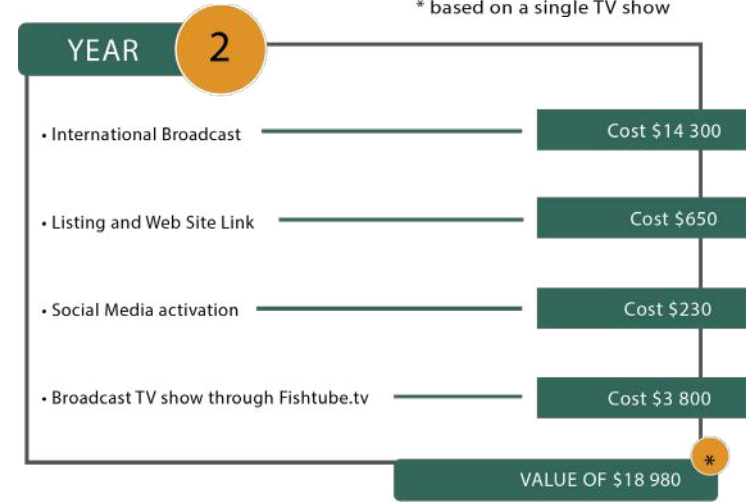 * based on a single TV show
YEAR 2
• International Broadcast Cost $14 300
• Listing and Web Site Link Cost $650
• Social Media activation Cost $230
• Broadcast TV show through Fishtube.tv Cost $3 800
*
VALUE OF $18 980